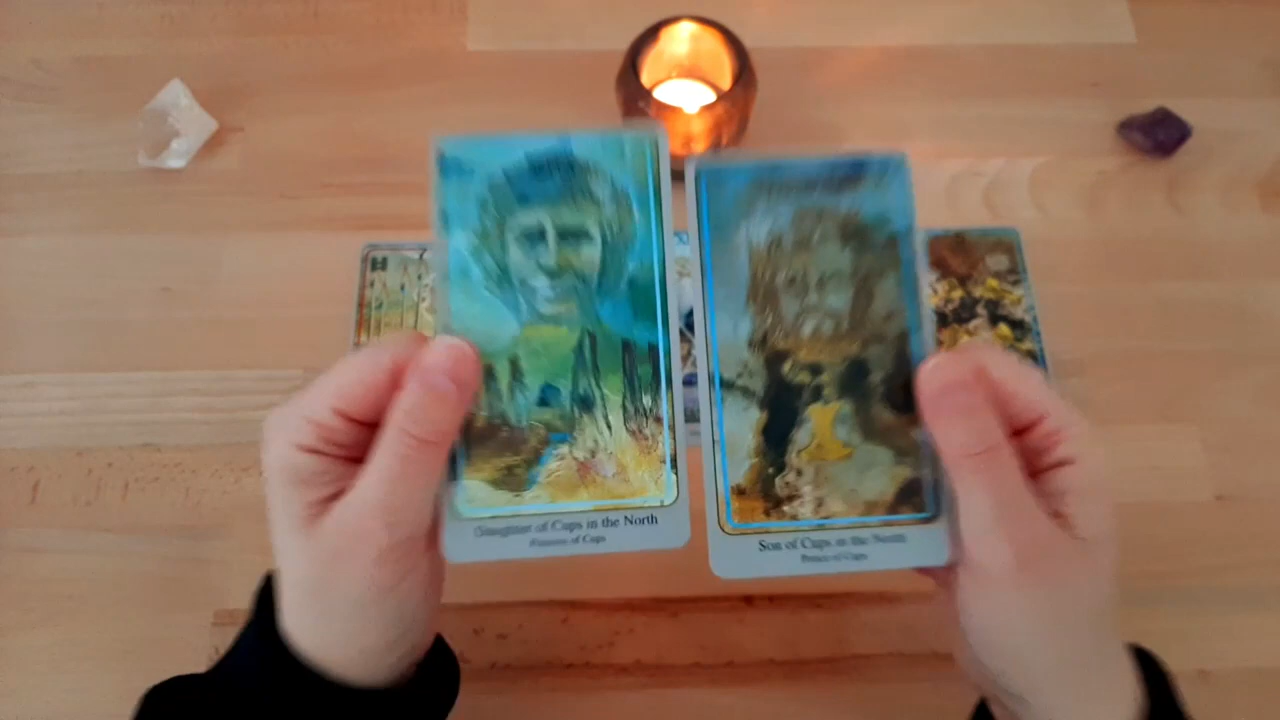 Daughter of Cups in the North
Princess of Cups
Son of Cups in the North
Prince of Cups